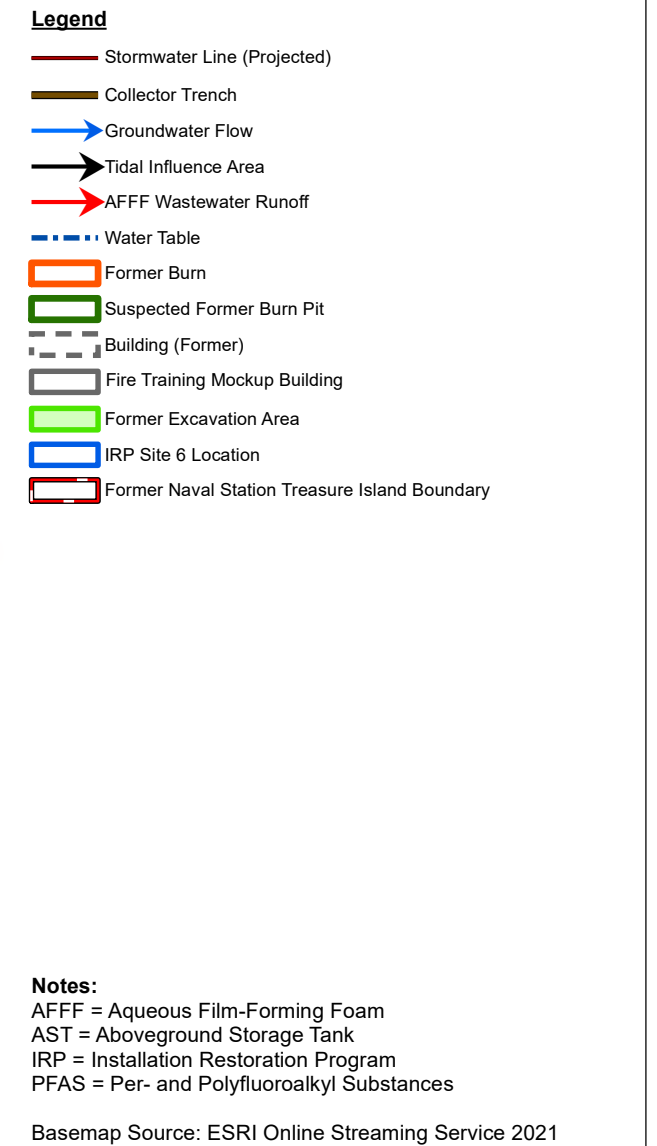 Legend
Stormwater Line (Projected)
Collector Trench
Groundwater Flow
Tidal Influence Area
AFFF Wastewater Runoff
Water Table
Former Burn
Suspected Former Burn Pit
Building (Former)
Fire Training Mockup Building
Former Excavation Area
IRP Site 6 Location
Former Naval Station Treasure Island Boundary
Notes:
AFFF = Aqueous Film-Forming Foam
AST = Aboveground Storage Tank
IRP = Installation Restoration Program
PFAS = Per- and Polyfluoroalkyl Substances
Basemap Source: ESRI Online Streaming Service 2021